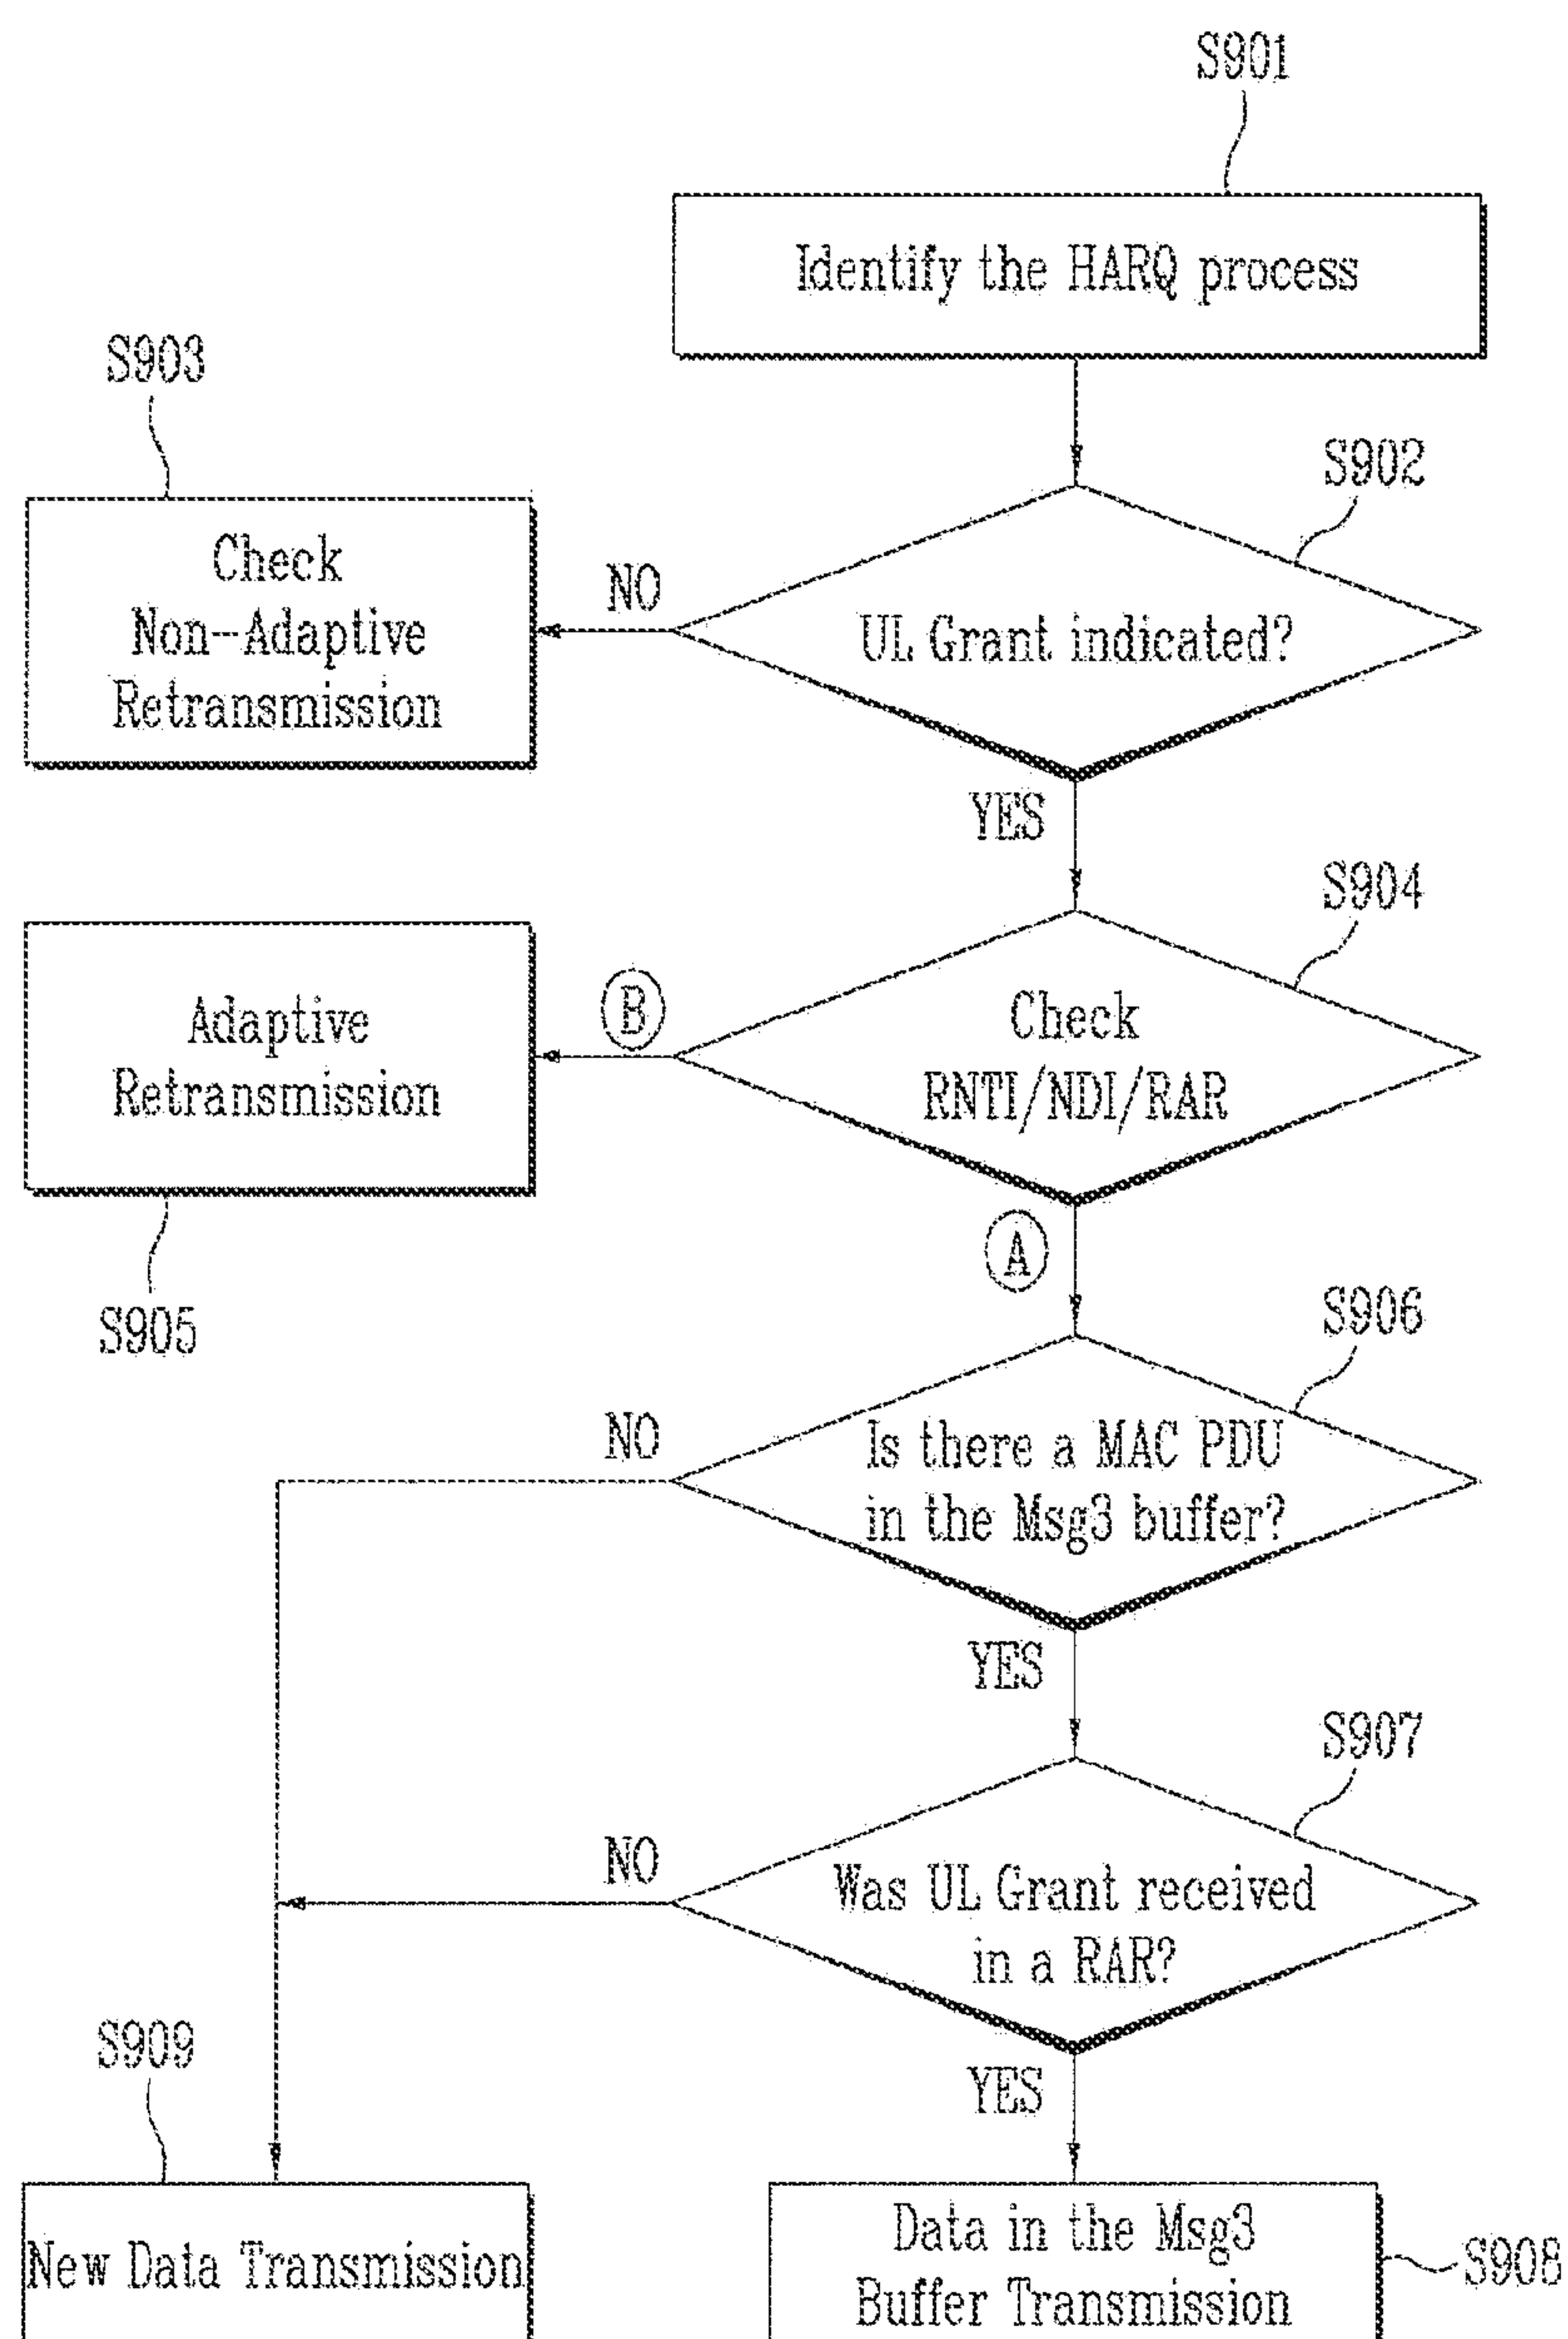 S901
Identify the HARQ process
S903
S902
Check
Non-Adaptive
Retransmission
NO
UL Grant indicated?
YES
S904
Adaptive
Retransmission
B
Check
RNTI/NDI/RAR
A
S905
S906
NO
Is there a MAC PDU
in the Msg3 buffer?
YES
S907
NO
Was UL Grant received
in a RAR?
S909
YES
New Data Transmission
Data in the Msg3
Buffer Transmission
S908